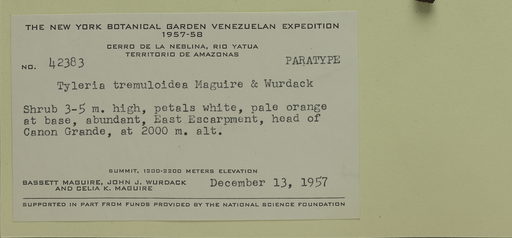 THE NEW YORK BOTANICAL GARDEN VENEZUELAN EXPEDITION
1957-58
CERRO DE LA NEBLINA, RIO YATUA
TERRITORIO DE AMAZONAS
NO. 42383 PARATYPE
Tyleria tremuloidea Maguire & Wurdack
Shrub 3-5 m. high, petals white, pale orange
at base, abundant, East Escarpment, head of
Canon Grande, at 2000 m. alt.
SUMMIT, 1800-2200 METERS ELEVATION
BASSETT MAGUIRE, JOHN J. WURDACK
AND CELIA K. MAGUIRE December 13, 1957
SUPPORTED IN PART FROM FUNDS PROVIDED BY THE NATIONAL SCIENCE FOUNDATION